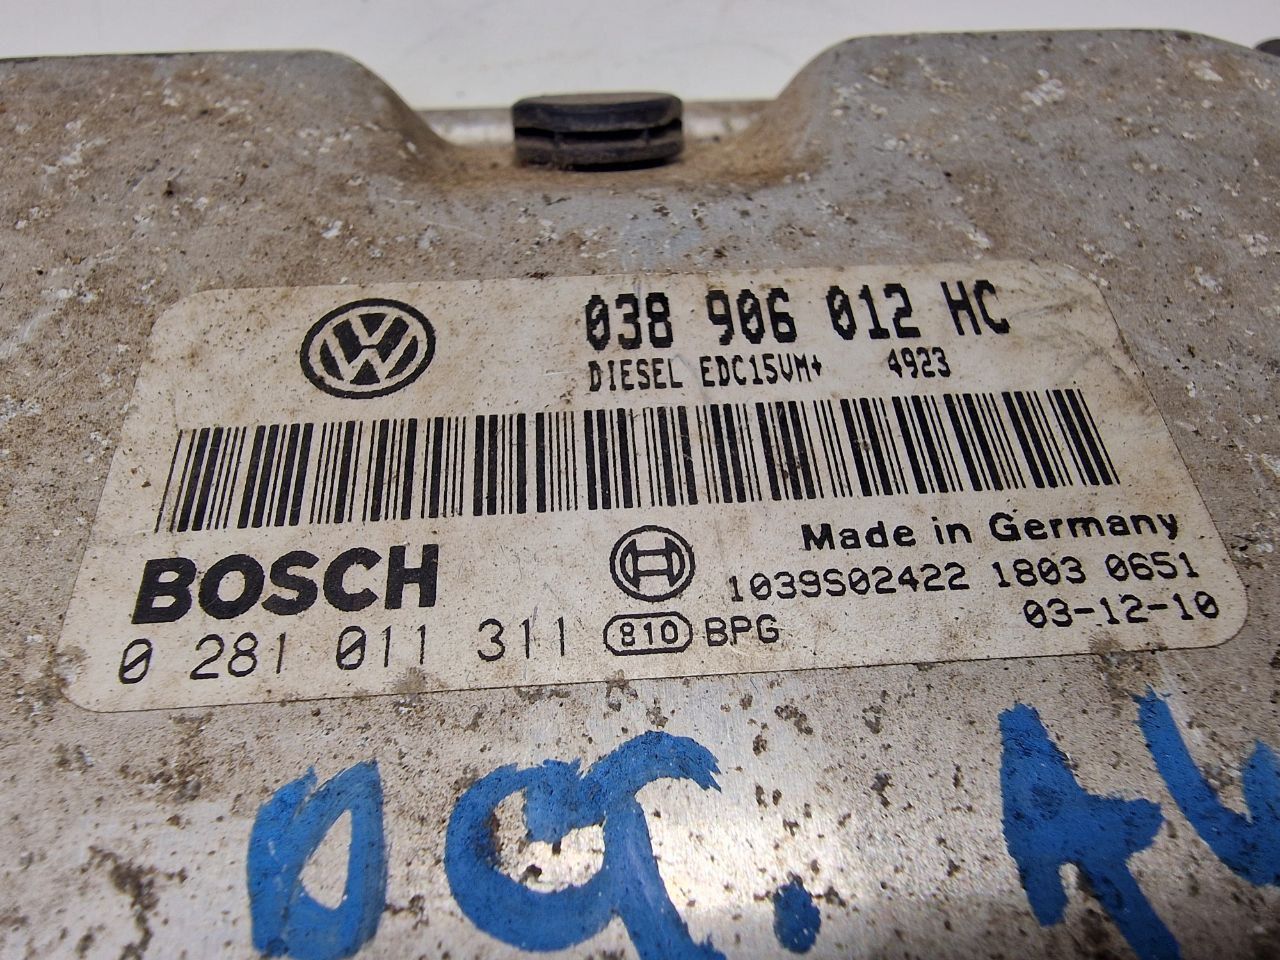 038 906 012 HC
DIESEL EDC15VM+ 4923
Made in Germany
BOSCH
1039S02422 1803 0651
0 281 011 311 810 BPG
03-12-10